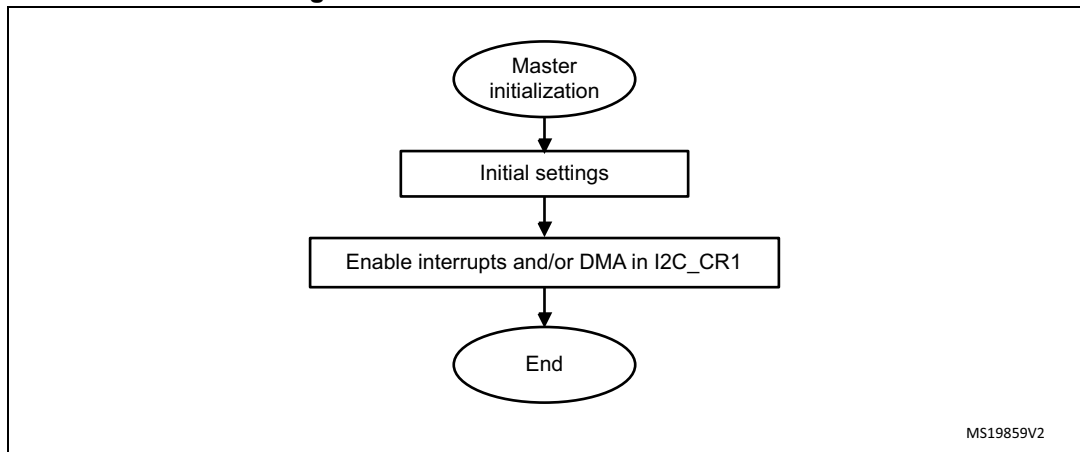 Master
initialization
Initial settings
Enable interrupts and/or DMA in I2C_CR1
End
MS19859V2